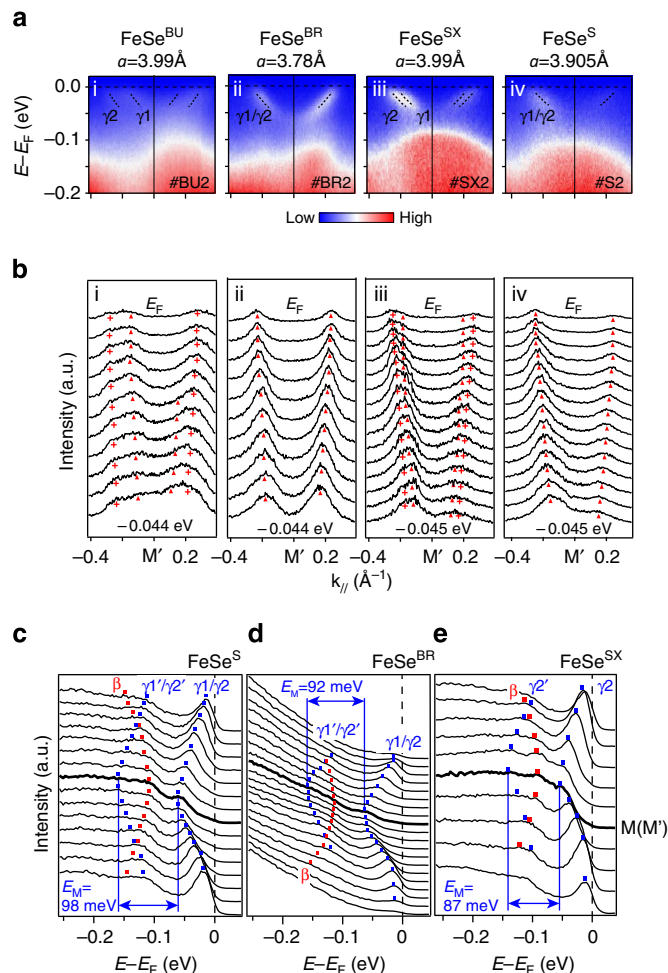 a
FeSe^BU FeSe^BR FeSe^SX FeSe^S
a=3.99Å a=3.78Å a=3.99Å a=3.905Å
E–E_F (eV)
0.0
–0.1
–0.2
i ii iii iv
γ2 γ1 γ1/γ2 γ2 γ1 γ1/γ2
#BU2 #BR2 #SX2 #S2
Low High
b
i ii iii iv
E_F E_F E_F E_F
Intensity (a.u.)
–0.044 eV –0.044 eV –0.045 eV –0.045 eV
–0.4 M′ 0.2 –0.4 M′ 0.2 –0.4 M′ 0.2 –0.4 M′ 0.2
k_// (Å⁻¹)
c FeSe^S d FeSe^BR e FeSe^SX
β γ1′/γ2′ γ1/γ2
E_M=92 meV
γ1′/γ2′
γ1/γ2
β
β γ2′ γ2
Intensity (a.u.)
M(M′)
E_M=
98 meV
E_M=
87 meV
–0.2 –0.1 0 –0.2 –0.1 0 –0.2 –0.1 0
E–E_F (eV) E–E_F (eV) E–E_F (eV)